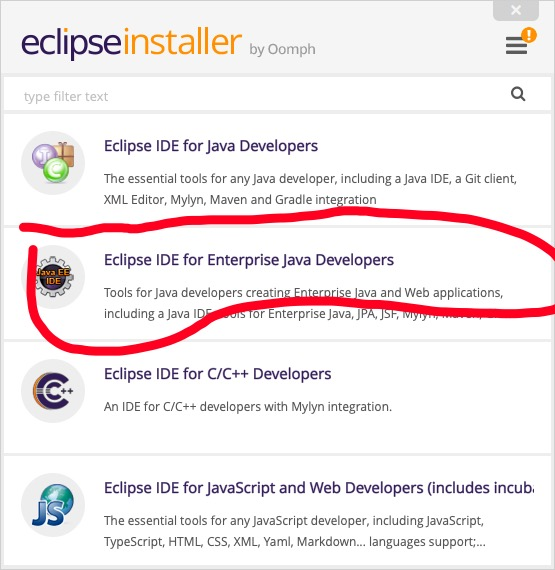 eclipseinstaller by Oomph
type filter text
Eclipse IDE for Java Developers
The essential tools for any Java developer, including a Java IDE, a Git client,
XML Editor, Mylyn, Maven and Gradle integration
Java EE
IDE
Eclipse IDE for Enterprise Java Developers
Tools for Java developers creating Enterprise Java and Web applications,
including a Java IDE, tools for Enterprise Java, JPA, JSF, Mylyn, Maven,
C++
Eclipse IDE for C/C++ Developers
An IDE for C/C++ developers with Mylyn integration.
JS
Eclipse IDE for JavaScript and Web Developers (includes incuba
The essential tools for any JavaScript developer, including JavaScript,
TypeScript, HTML, CSS, XML, Yaml, Markdown... languages support;...